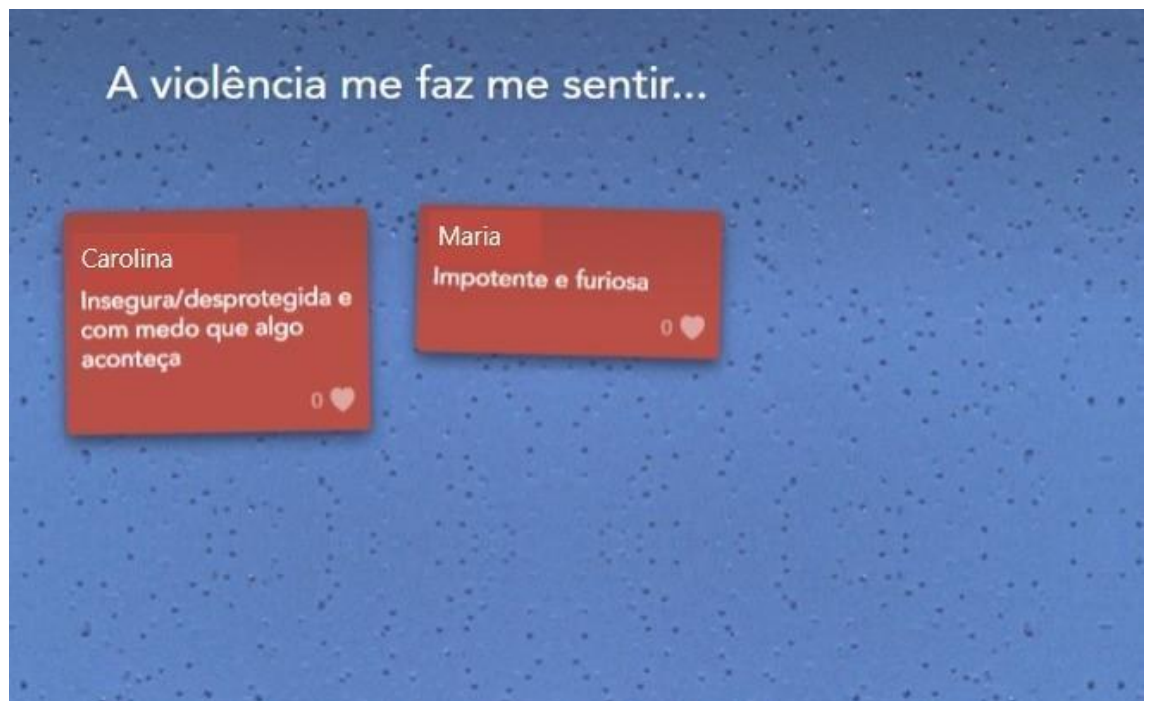 A violência me faz me sentir...
Carolina
Insegura/desprotegida e
com medo que algo
aconteça
0
Maria
Impotente e furiosa
0